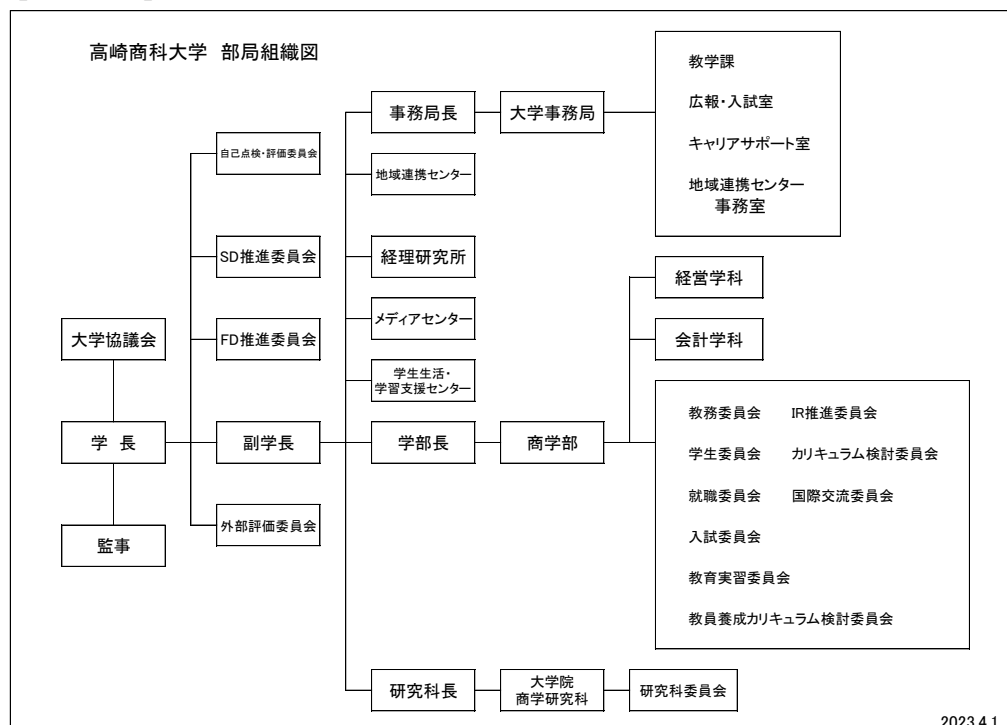 高崎商科大学 部局組織図
事務局長
大学事務局
教学課
広報・入試室
キャリアサポート室
地域連携センター
事務室
自己点検・評価委員会
地域連携センター
SD推進委員会
経理研究所
経営学科
大学協議会
FD推進委員会
メディアセンター
会計学科
学生生活・
学習支援センター
学 長
副学長
学部長
商学部
教務委員会 IR推進委員会
学生委員会 カリキュラム検討委員会
就職委員会 国際交流委員会
入試委員会
教育実習委員会
教員養成カリキュラム検討委員会
監事
外部評価委員会
研究科長
大学院
商学研究科
研究科委員会
2023.4.1